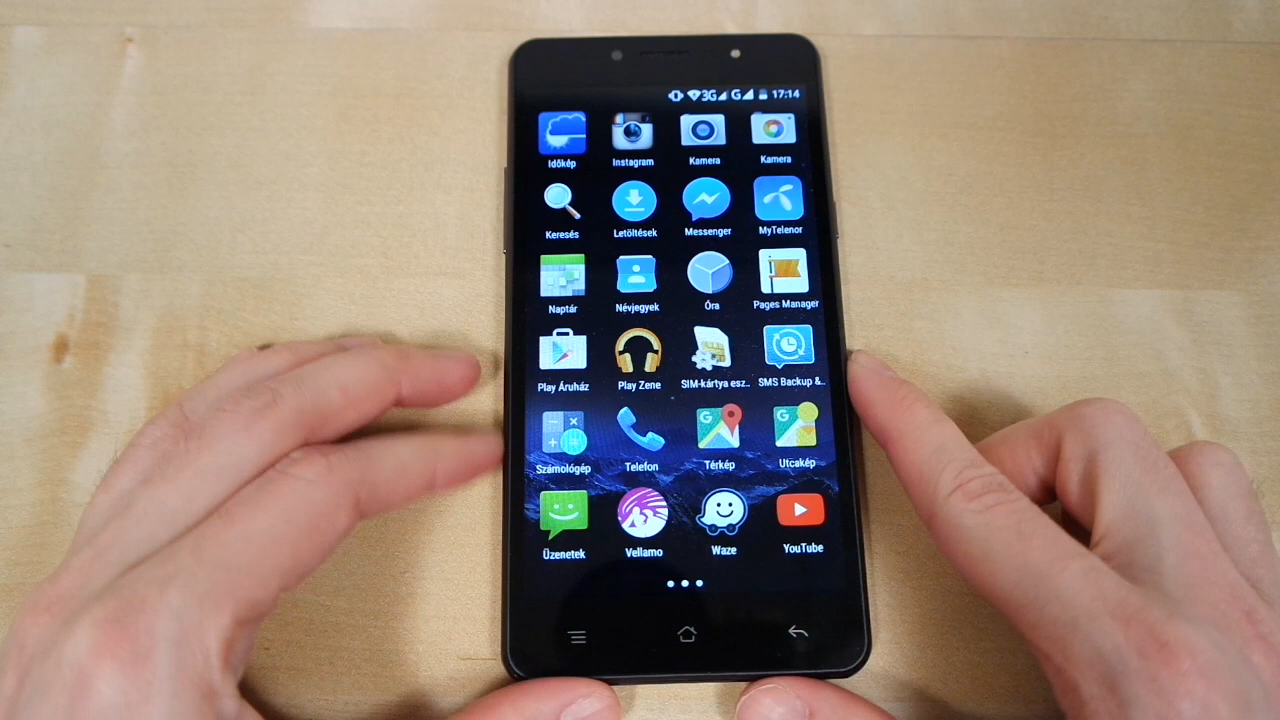 3G G 17:14
Időkép Instagram Kamera Kamera
Keresés Letöltések Messenger MyTelenor
Naptár Névjegyek Óra Pages Manager
Play Áruház Play Zene SIM-kártya esz.. SMS Backup &..
Számológép Telefon Térkép Utcakép
Üzenetek Vellamo Waze YouTube